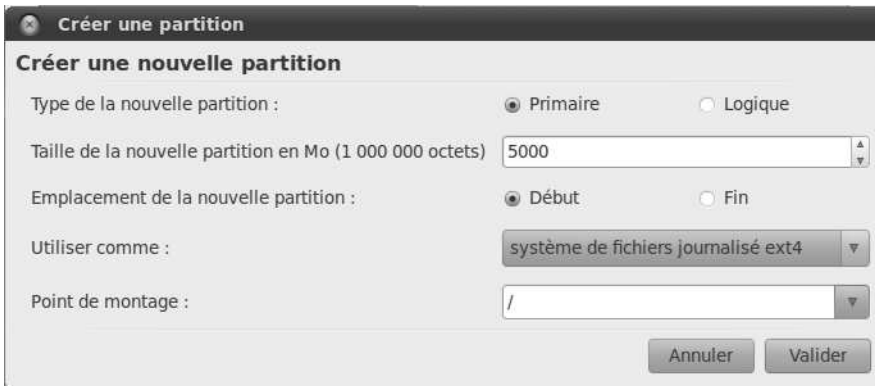 Créer une partition
Créer une nouvelle partition
Type de la nouvelle partition : Primaire Logique
Taille de la nouvelle partition en Mo (1 000 000 octets) 5000
Emplacement de la nouvelle partition : Début Fin
Utiliser comme : système de fichiers journalisé ext4
Point de montage : /
Annuler Valider